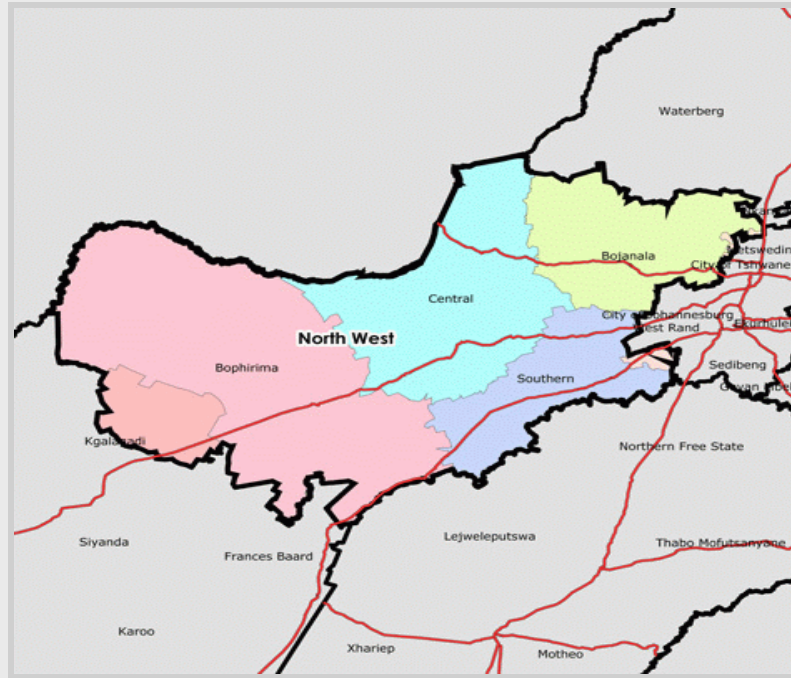 Waterberg
Bojanala
City of Tshwane
Central
City of Johannesburg
West Rand
North West
Sedibeng
Bophirima
Southern
Kgalagadi
Northern Free State
Siyanda
Lejweleputswa
Thabo Mofutsanyane
Frances Baard
Karoo
Xhariep
Motheo